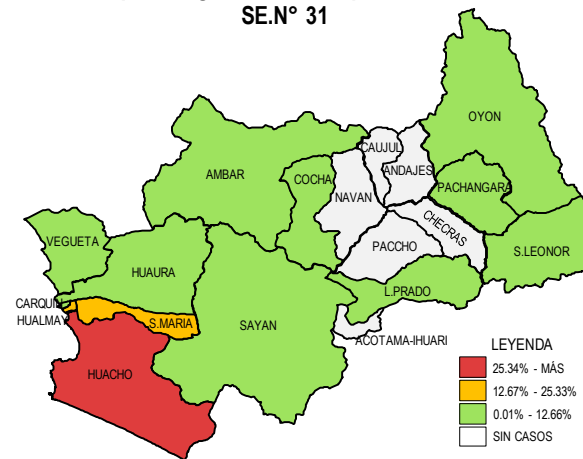 SE.N° 31
OYON
CAUJUL
ANDAJES
AMBAR
COCHA
NAVAN
PACHANGARA
CHECRAS
VEGUETA
PACCHO
S.LEONOR
HUAURA
L.PRADO
CARQUIN
HUALMAY
S.MARIA
SAYAN
ACOTAMA-IHUARI
HUACHO
LEYENDA
25.34% - MÁS
12.67% - 25.33%
0.01% - 12.66%
SIN CASOS